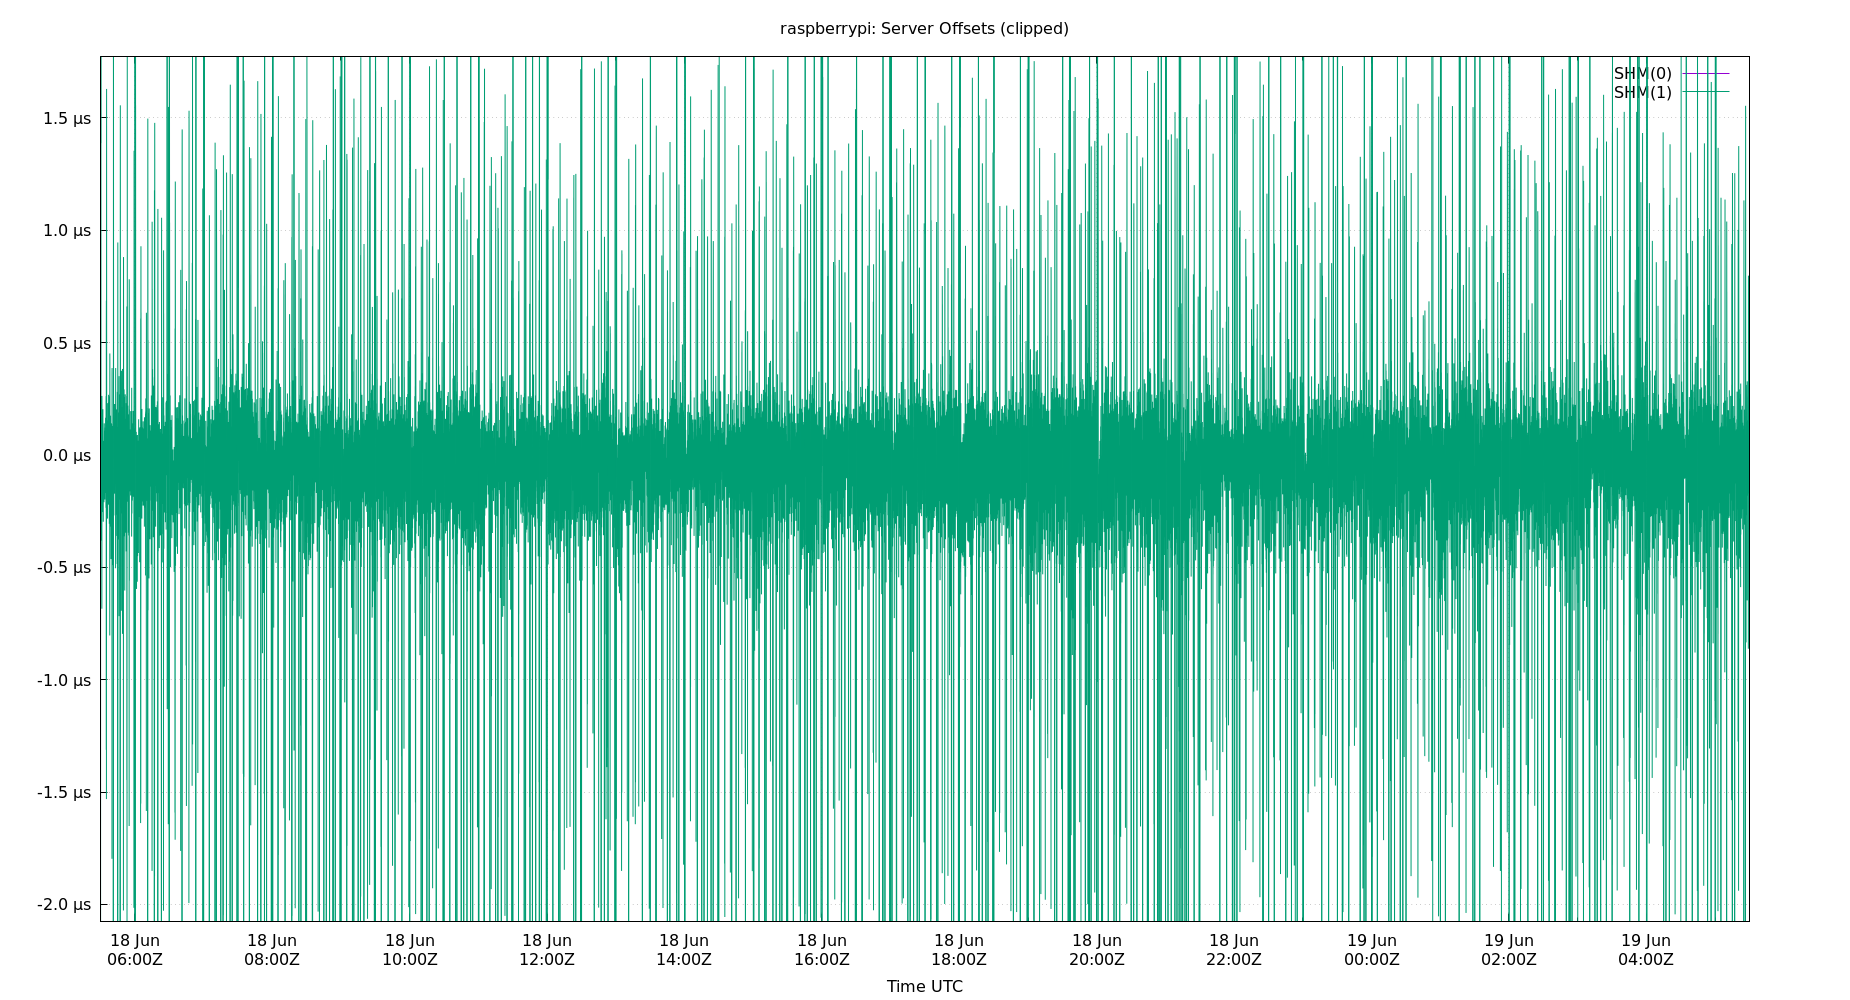 raspberrypi: Server Offsets (clipped)
SHM(0)
SHM(1)
1.5 µs
1.0 µs
0.5 µs
0.0 µs
-0.5 µs
-1.0 µs
-1.5 µs
-2.0 µs
18 Jun 18 Jun 18 Jun 18 Jun 18 Jun 18 Jun 18 Jun 18 Jun 18 Jun 19 Jun 19 Jun 19 Jun
06:00Z 08:00Z 10:00Z 12:00Z 14:00Z 16:00Z 18:00Z 20:00Z 22:00Z 00:00Z 02:00Z 04:00Z
Time UTC